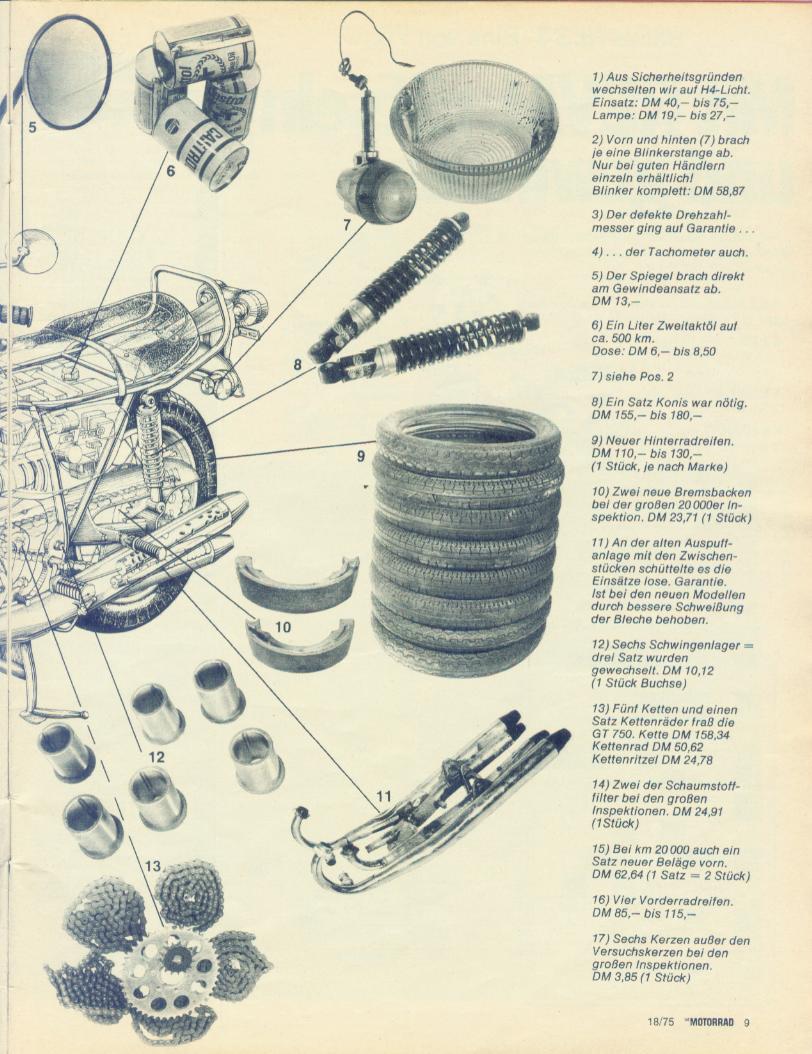 5
6
Castrol
CASTROL
7
8
9
10
11
12
13
1) Aus Sicherheitsgründen
wechselten wir auf H4-Licht.
Einsatz: DM 40,— bis 75,—
Lampe: DM 19,— bis 27,—
2) Vorn und hinten (7) brach
je eine Blinkerstange ab.
Nur bei guten Händlern
einzeln erhältlich!
Blinker komplett: DM 58,87
3) Der defekte Drehzahl-
messer ging auf Garantie . . .
4) . . . der Tachometer auch.
5) Der Spiegel brach direkt
am Gewindeansatz ab.
DM 13,—
6) Ein Liter Zweitaktöl auf
ca. 500 km.
Dose: DM 6,— bis 8,50
7) siehe Pos. 2
8) Ein Satz Konis war nötig.
DM 155,— bis 180,—
9) Neuer Hinterradreifen.
DM 110,— bis 130,—
(1 Stück, je nach Marke)
10) Zwei neue Bremsbacken
bei der großen 20 000er In-
spektion. DM 23,71 (1 Stück)
11) An der alten Auspuff-
anlage mit den Zwischen-
stücken schüttelte es die
Einsätze lose. Garantie.
Ist bei den neuen Modellen
durch bessere Schweißung
der Bleche behoben.
12) Sechs Schwingenlager =
drei Satz wurden
gewechselt. DM 10,12
(1 Stück Buchse)
13) Fünf Ketten und einen
Satz Kettenräder fraß die
GT 750. Kette DM 158,34
Kettenrad DM 50,62
Kettenritzel DM 24,78
14) Zwei der Schaumstoff-
filter bei den großen
Inspektionen. DM 24,91
(1Stück)
15) Bei km 20 000 auch ein
Satz neuer Beläge vorn.
DM 62,64 (1 Satz = 2 Stück)
16) Vier Vorderradreifen.
DM 85,— bis 115,—
17) Sechs Kerzen außer den
Versuchskerzen bei den
großen Inspektionen.
DM 3,85 (1 Stück)
18/75 MOTORRAD 9